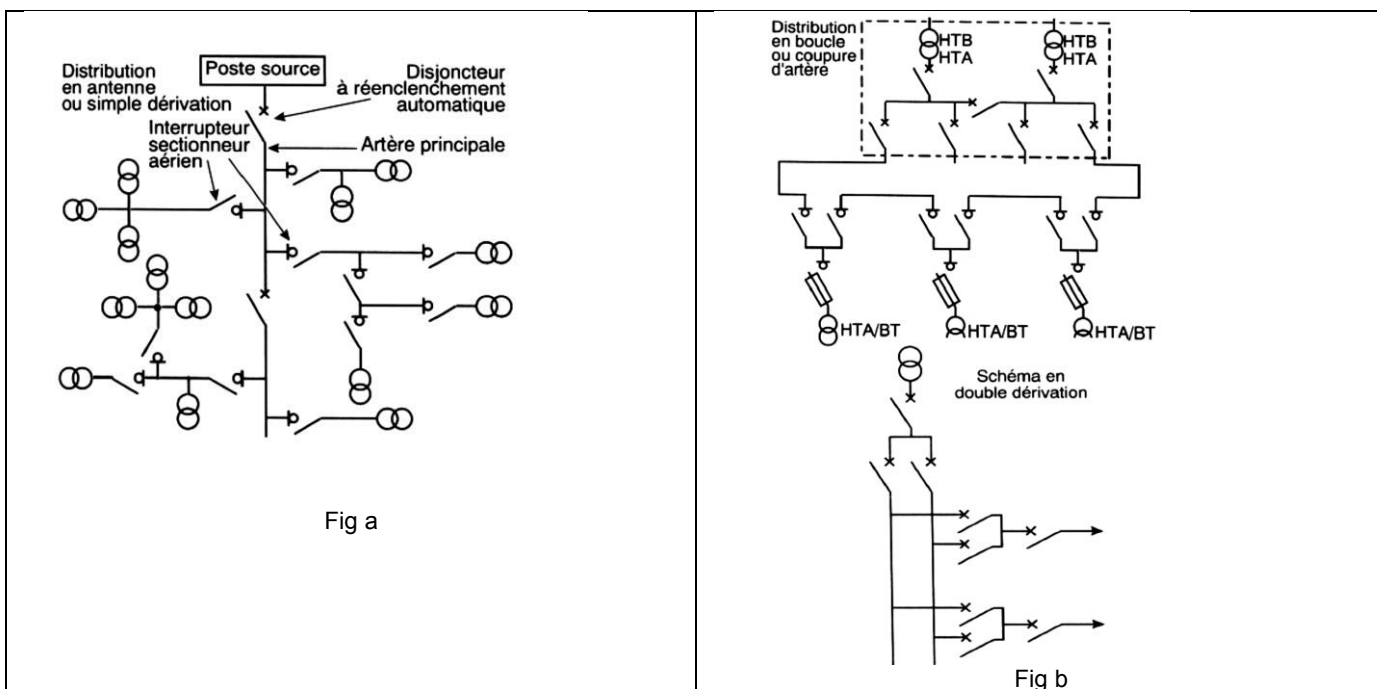 Poste source
Distribution
en antenne
ou simple dérivation
Disjoncteur
à réenclenchement
automatique
Interrupteur
sectionneur
aérien
Artère principale
Fig a
Distribution
en boucle
ou coupure
d'artère
HTB
HTA
HTB
HTA
HTA/BT
HTA/BT
HTA/BT
Schéma en
double dérivation
Fig b